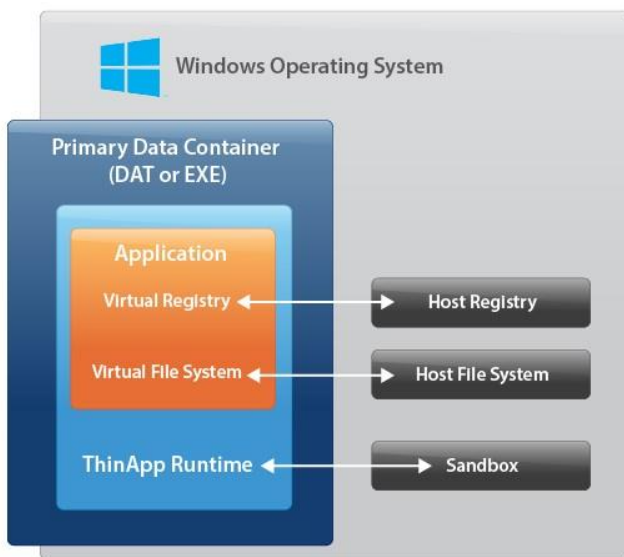 Windows Operating System
Primary Data Container
(DAT or EXE)
Application
Virtual Registry
Host Registry
Virtual File System
Host File System
ThinApp Runtime
Sandbox